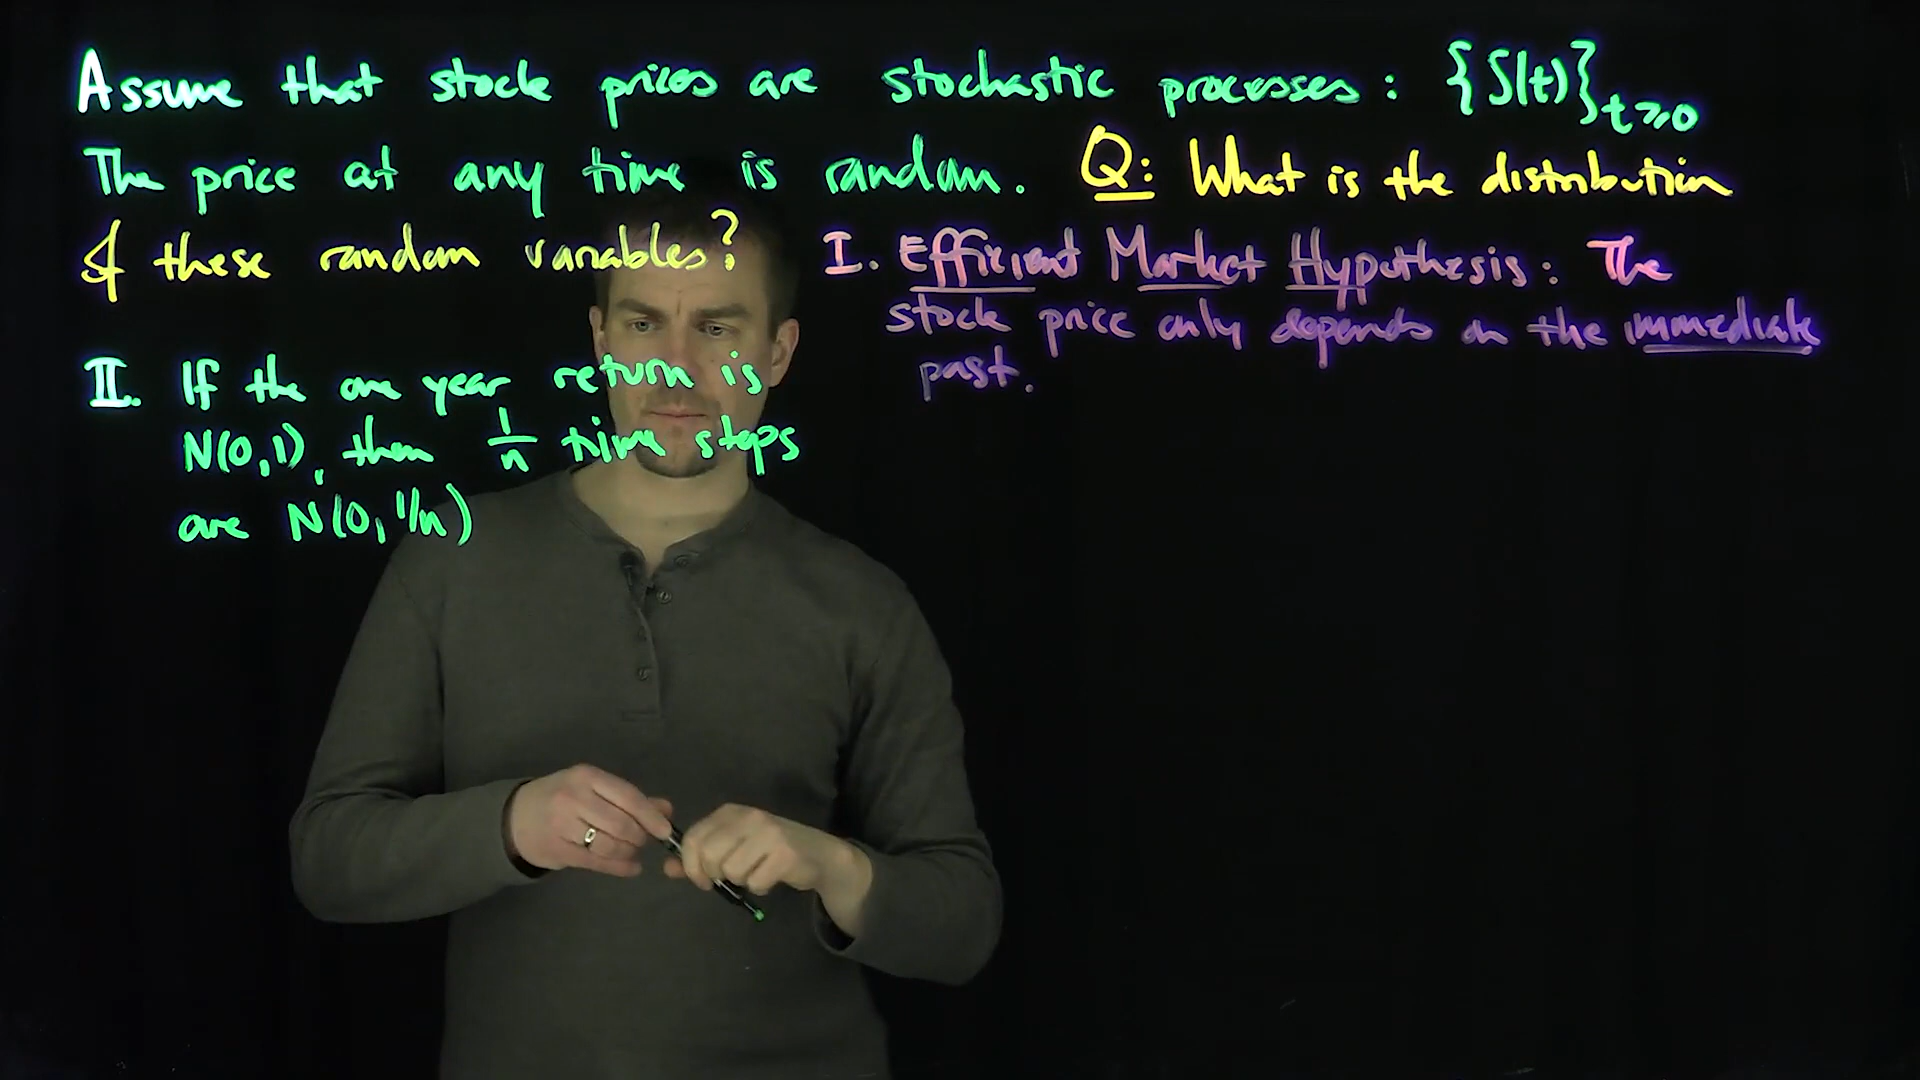 Assume that stock prices are stochastic processes: {S(t)}_{t≥0}
The price at any time is random. Q: What is the distribution
of these random variables?
I. Efficient Market Hypothesis: The
stock price only depends on the immediate
past.
II. If the one year return is
N(0,1), then 1/n time steps
are N(0, 1/n)